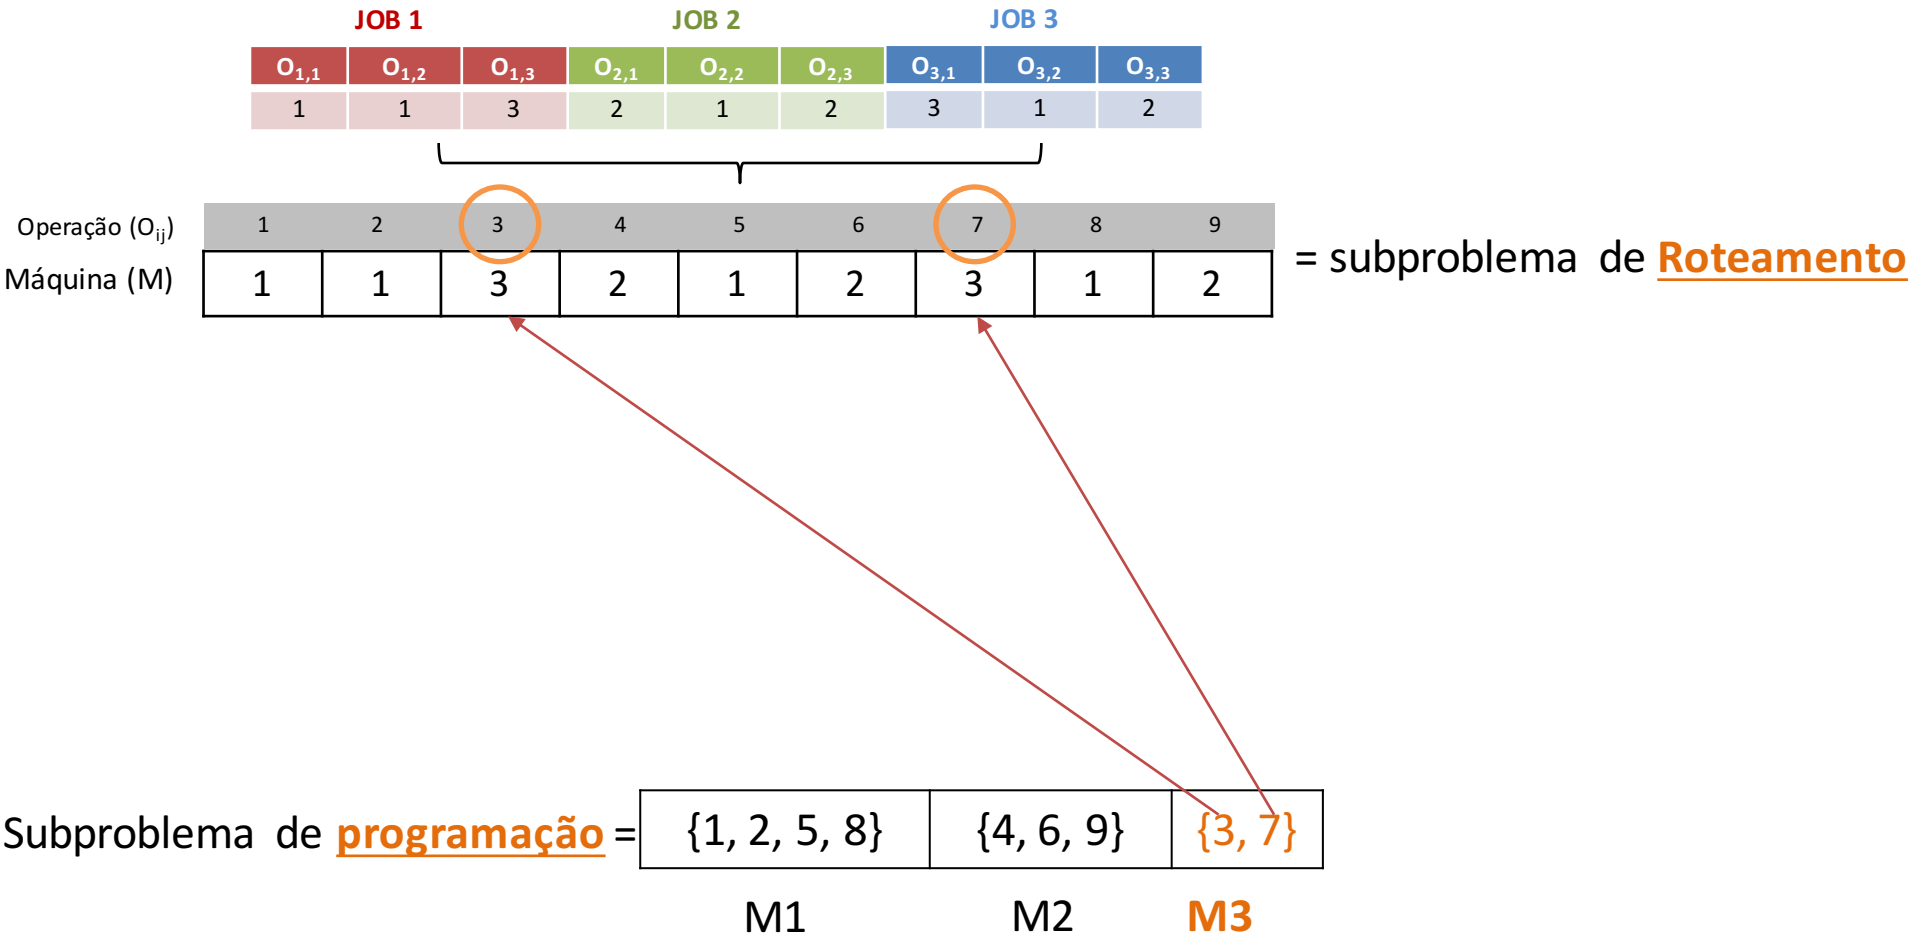 JOB 1 JOB 2 JOB 3
O1,1 O1,2 O1,3 O2,1 O2,2 O2,3 O3,1 O3,2 O3,3
1 1 3 2 1 2 3 1 2
Operação (Oij) 1 2 3 4 5 6 7 8 9
Máquina (M) 1 1 3 2 1 2 3 1 2
= subproblema de Roteamento
Subproblema de programação = {1, 2, 5, 8} {4, 6, 9} {3, 7}
M1 M2 M3